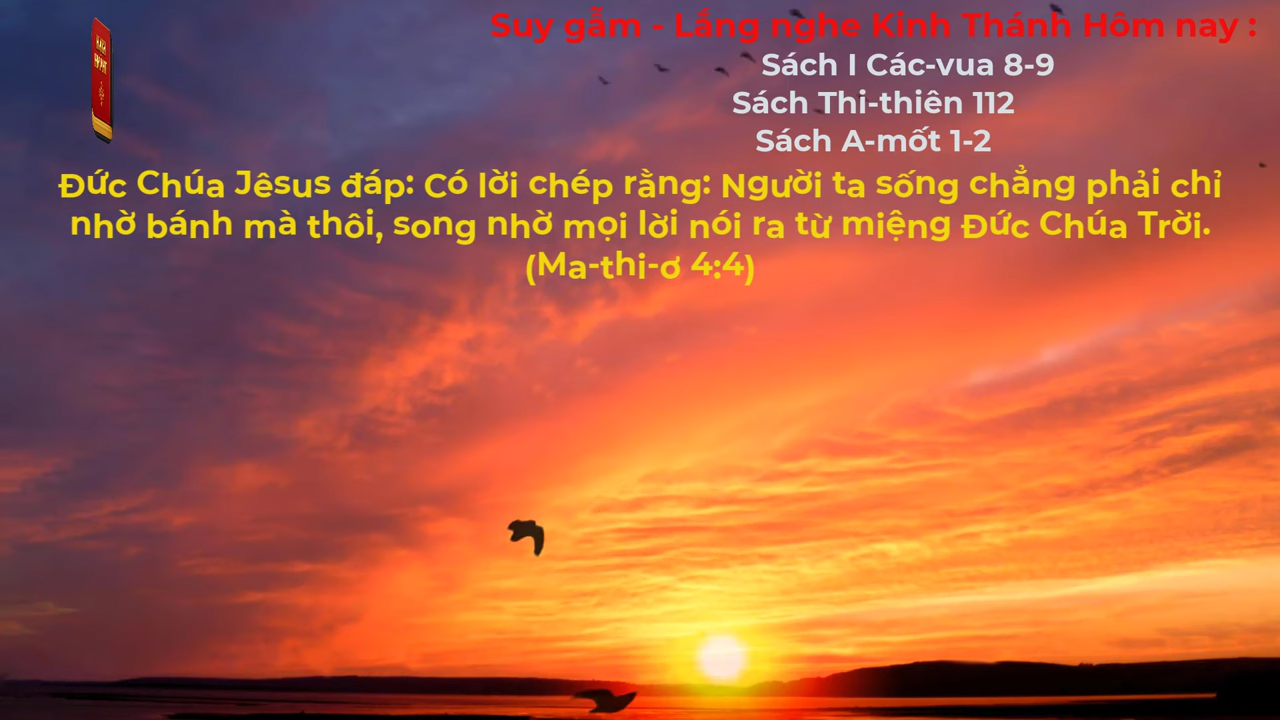 Suy gẫm - Lắng nghe Kinh Thánh Hôm nay :
Sách I Các-vua 8-9
Sách Thi-thiên 112
Sách A-mốt 1-2
Đức Chúa Jêsus đáp: Có lời chép rằng: Người ta sống chẳng phải chỉ
nhờ bánh mà thôi, song nhờ mọi lời nói ra từ miệng Đức Chúa Trời.
(Ma-thi-ơ 4:4)